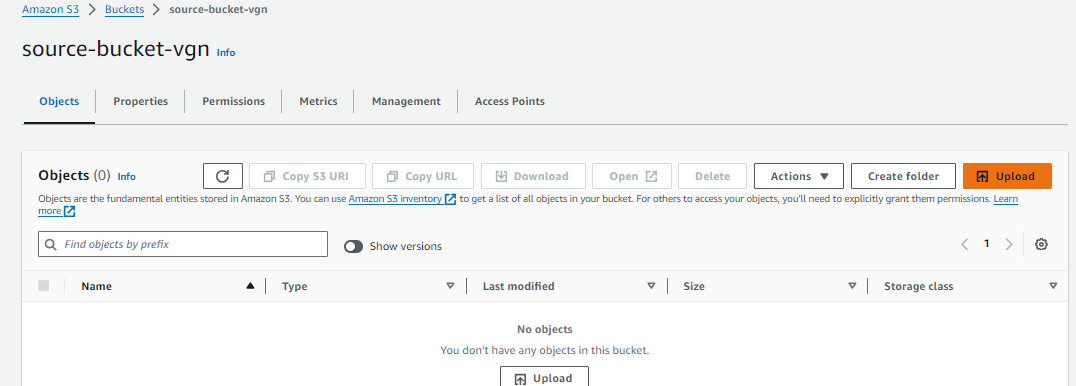 Amazon S3 > Buckets > source-bucket-vgn
source-bucket-vgn Info
Objects Properties Permissions Metrics Management Access Points
Objects (0) Info Copy S3 URI Copy URL Download Open Delete Actions Create folder Upload
Objects are the fundamental entities stored in Amazon S3. You can use Amazon S3 inventory to get a list of all objects in your bucket. For others to access your objects, you'll need to explicitly grant them permissions. Learn
more
Find objects by prefix Show versions 1
Name Type Last modified Size Storage class
No objects
You don't have any objects in this bucket.
Upload